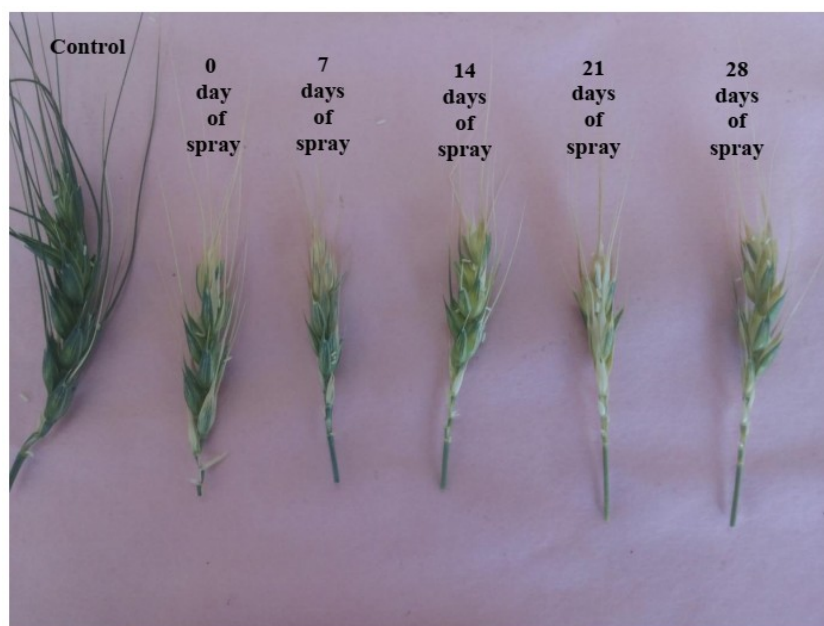 Control
0
day
of
spray
7
days
of
spray
14
days
of
spray
21
days
of
spray
28
days
of
spray